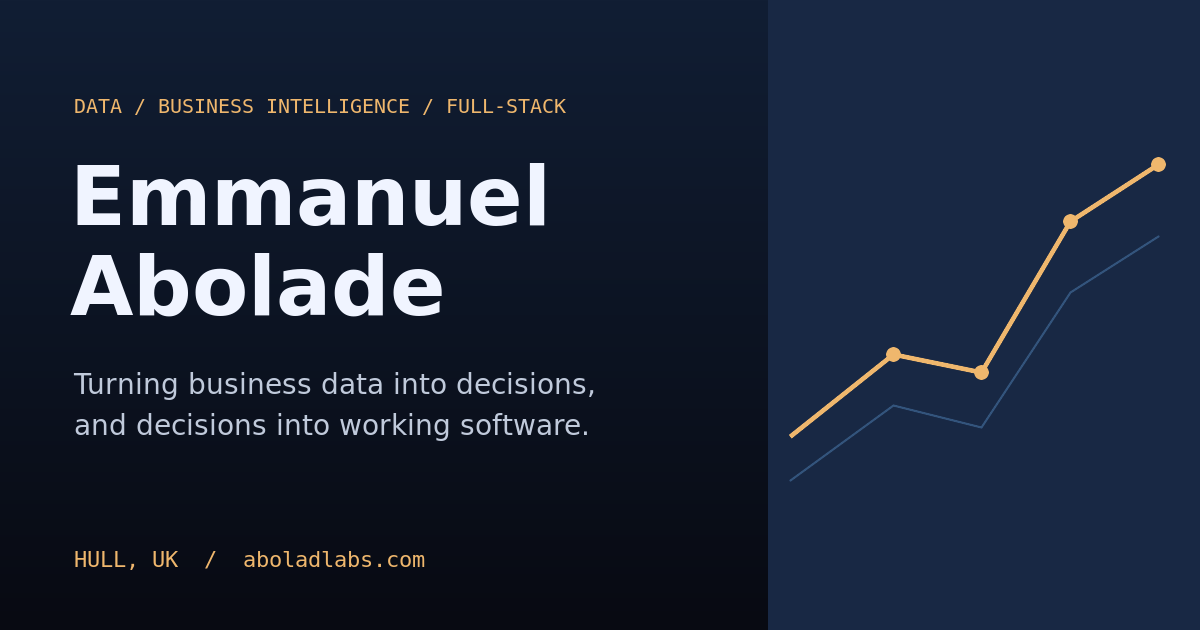 DATA / BUSINESS INTELLIGENCE / FULL-STACK
Emmanuel
Abolade
Turning business data into decisions,
and decisions into working software.
HULL, UK / aboladlabs.com